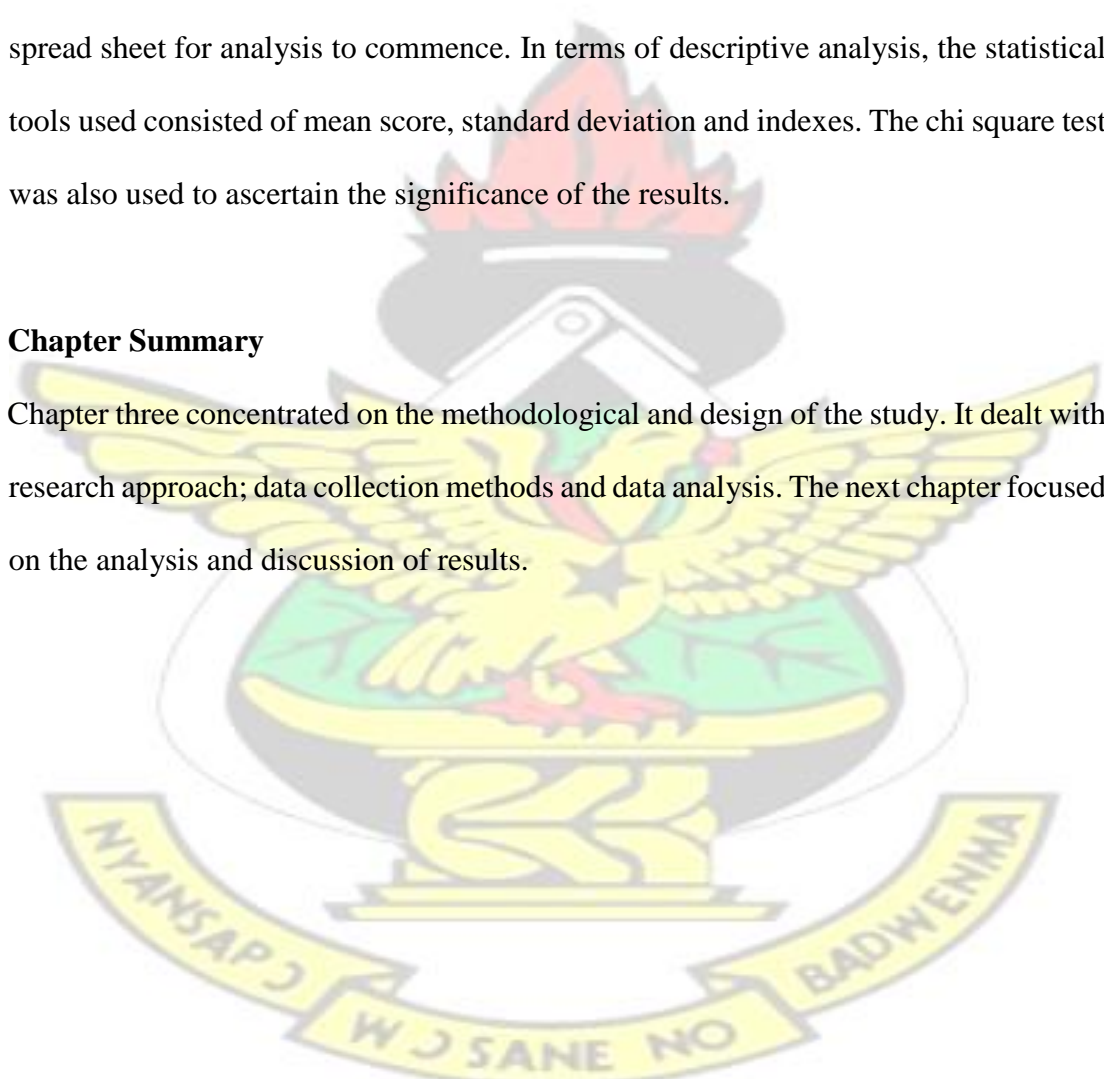 spread sheet for analysis to commence. In terms of descriptive analysis, the statistical
tools used consisted of mean score, standard deviation and indexes. The chi square test
was also used to ascertain the significance of the results.
Chapter Summary
Chapter three concentrated on the methodological and design of the study. It dealt with
research approach; data collection methods and data analysis. The next chapter focused
on the analysis and discussion of results.
NYANSAPƆ WƆSANE NO BADWENMA